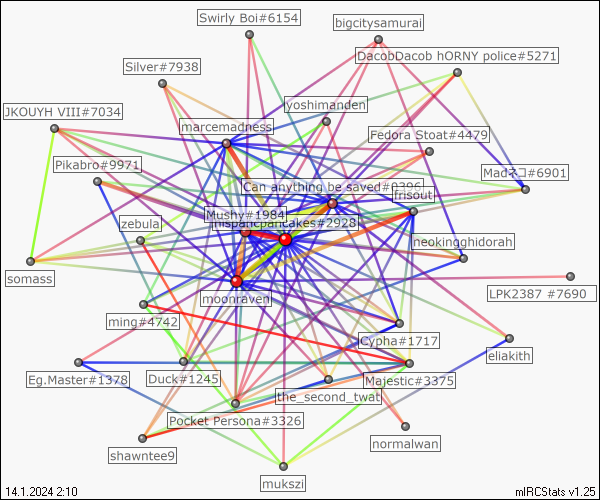 Swirly Boi#6154
bigcitysamurai
DacobDacob hORNY police#5271
Silver#7938
JKOUYH VIII#7034
yoshimanden
marcemadness
Fedora Stoat#4479
Pikabro#9971
Madネコ#6901
Can anything be saved#0396
frisout
Mushy#1984
hispanicpancakes#2928
zebula
neokingghidorah
somass
LPK2387 #7690
moonraven
ming#4742
Cypha#1717
eliakith
Eg.Master#1378
Duck#1245
Majestic#3375
the_second_twat
Pocket Persona#3326
normalwan
shawntee9
mukszi
14.1.2024 2:10
mIRCStats v1.25